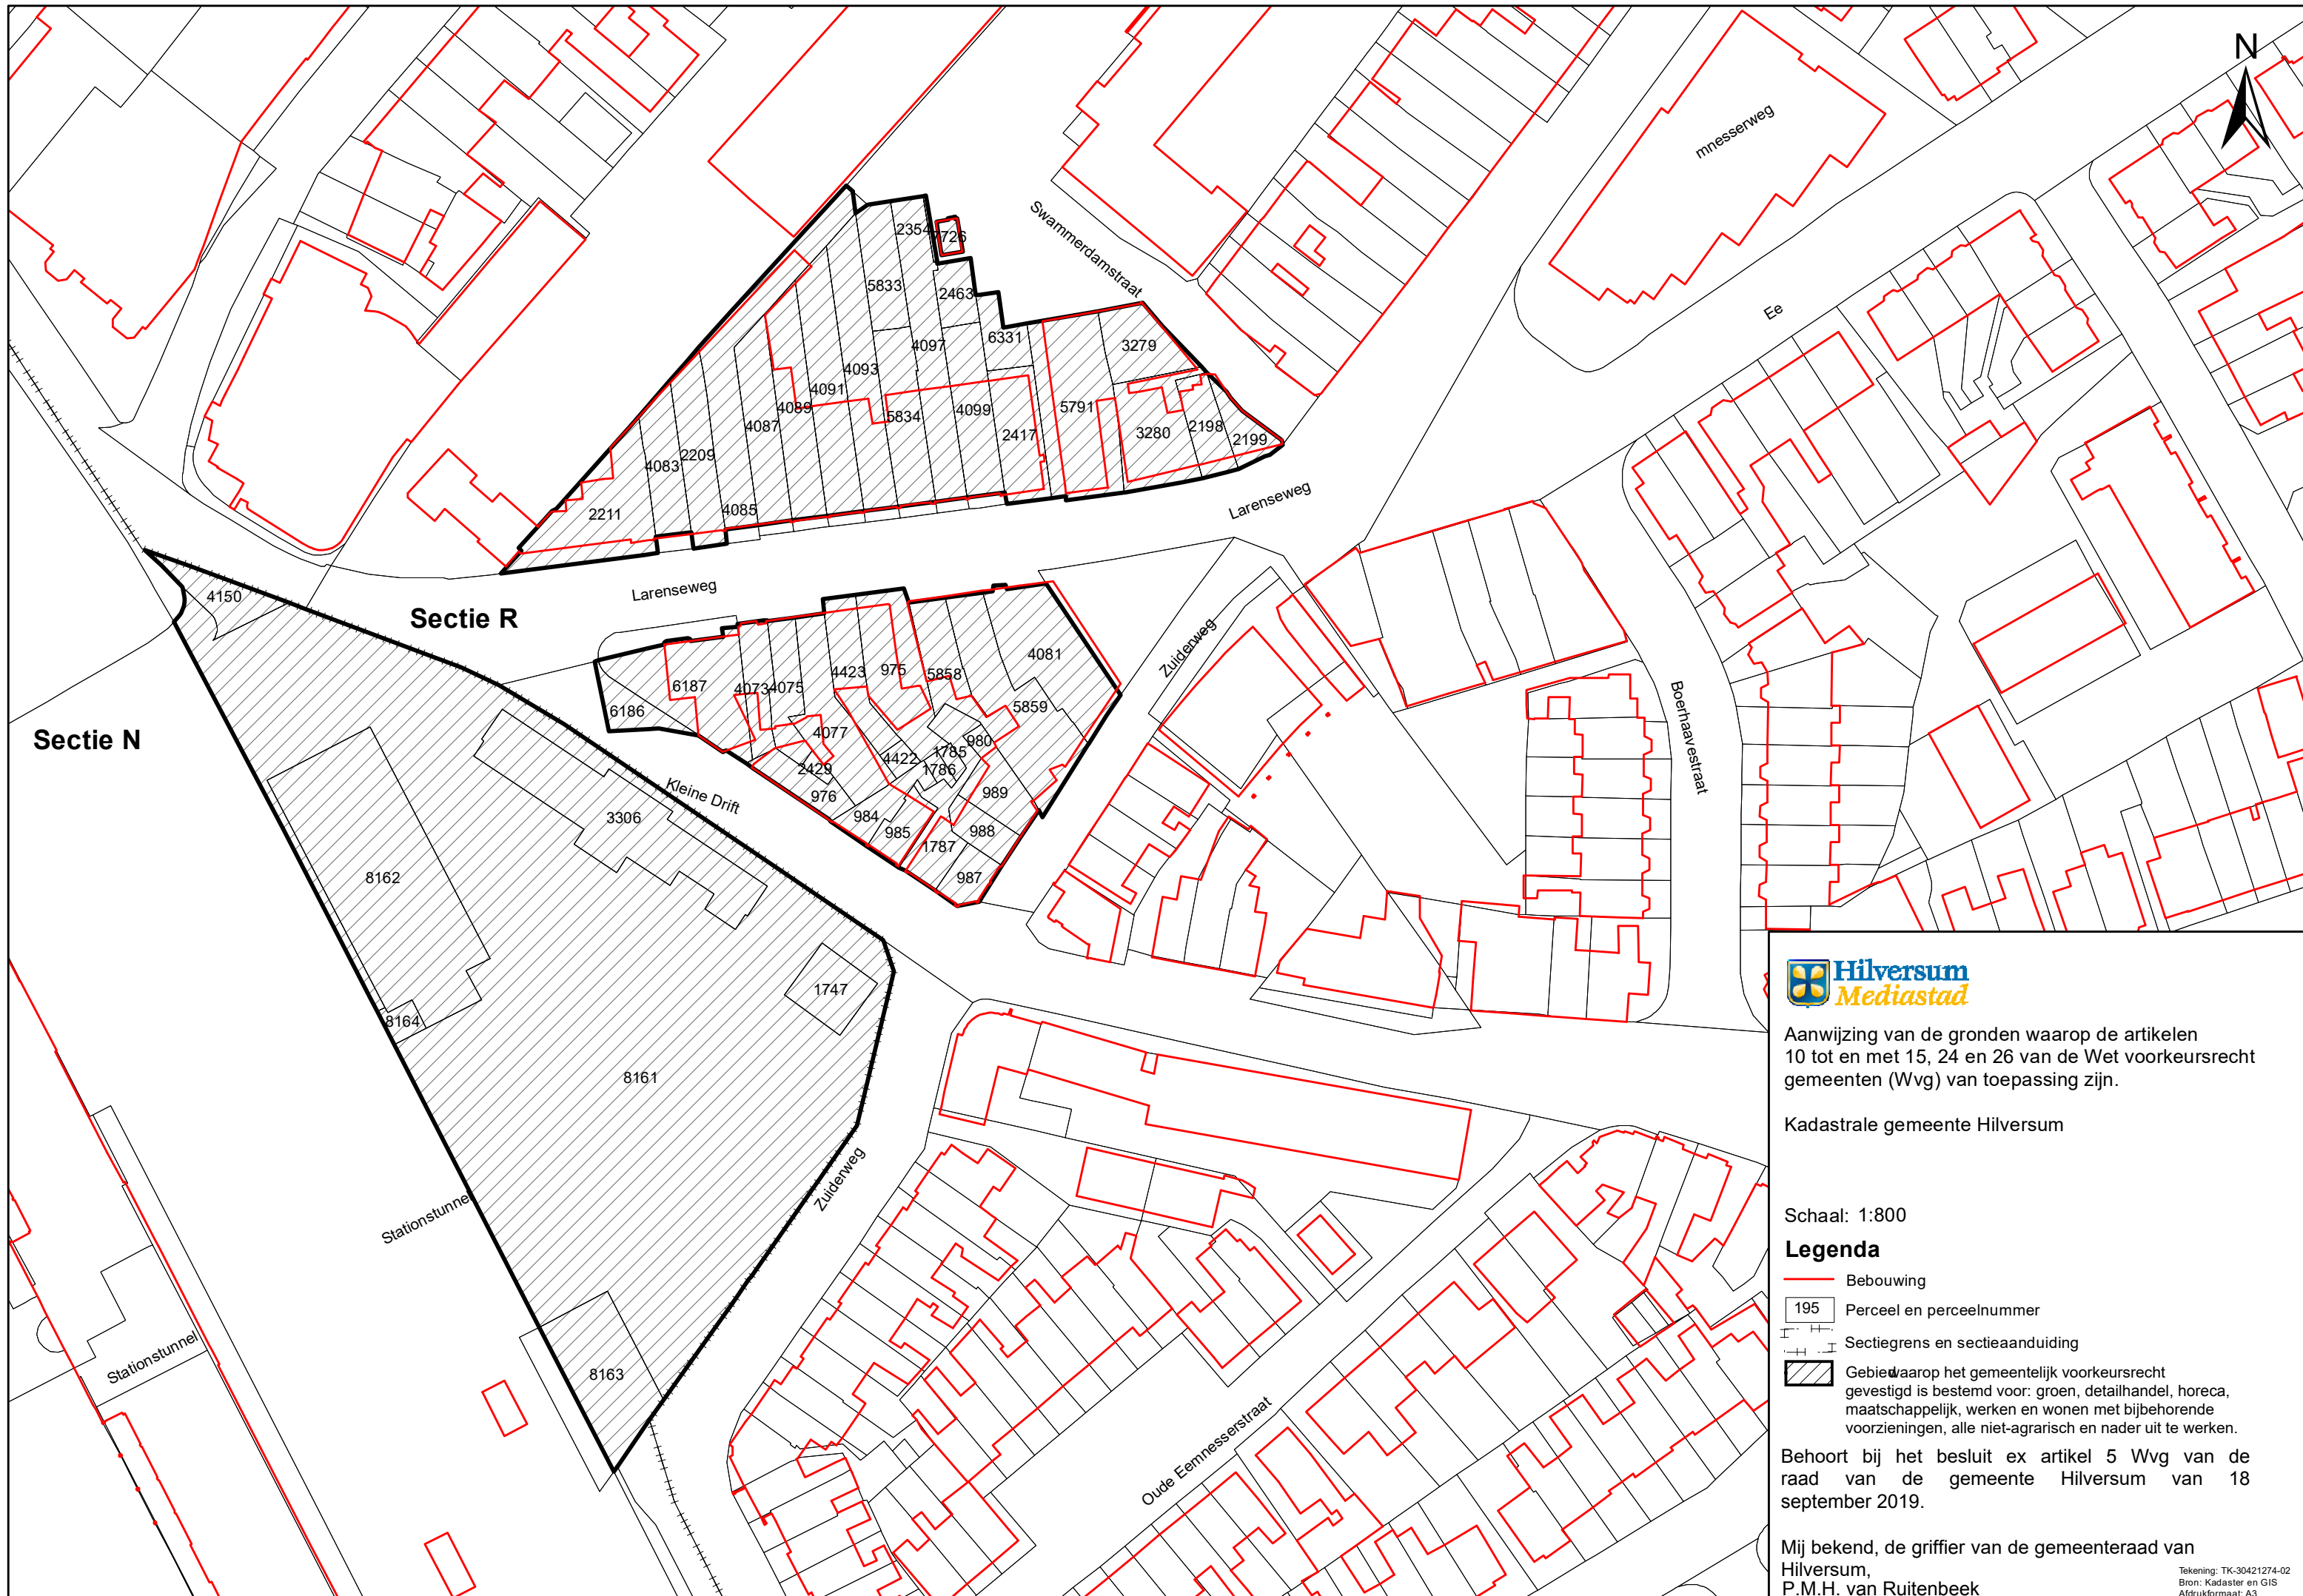 N
mnesserweg
Swammerdamstraat
Ee
2354
726
5833
2463
6331
4097
3279
4093
4091
4089
5834
4099
5791
4087
2417
3280
2198
2199
2209
4083
4085
2211
Larenseweg
Larenseweg
4150
Sectie R
Zuiderweg
4081
4423
975
5858
6187
4073
4075
5859
6186
4077
980
1785
4422
2429
1786
976
989
984
985
988
1787
987
Boerhaavestraat
Sectie N
Kleine Drift
3306
8162
1747
8164
8161
Zuiderweg
Stationstunnel
Stationstunnel
8163
Oude Eemnesserstraat
Hilversum
Mediastad
Aanwijzing van de gronden waarop de artikelen
10 tot en met 15, 24 en 26 van de Wet voorkeursrecht
gemeenten (Wvg) van toepassing zijn.
Kadastrale gemeente Hilversum
Schaal: 1:800
Legenda
Bebouwing
195 Perceel en perceelnummer
Sectiegrens en sectieaanduiding
Gebied waarop het gemeentelijk voorkeursrecht
gevestigd is bestemd voor: groen, detailhandel, horeca,
maatschappelijk, werken en wonen met bijbehorende
voorzieningen, alle niet-agrarisch en nader uit te werken.
Behoort bij het besluit ex artikel 5 Wvg van de
raad van de gemeente Hilversum van 18
september 2019.
Mij bekend, de griffier van de gemeenteraad van
Hilversum,
P.M.H. van Ruitenbeek
Tekening: TK-30421274-02
Bron: Kadaster en GIS
Afdrukformaat: A3